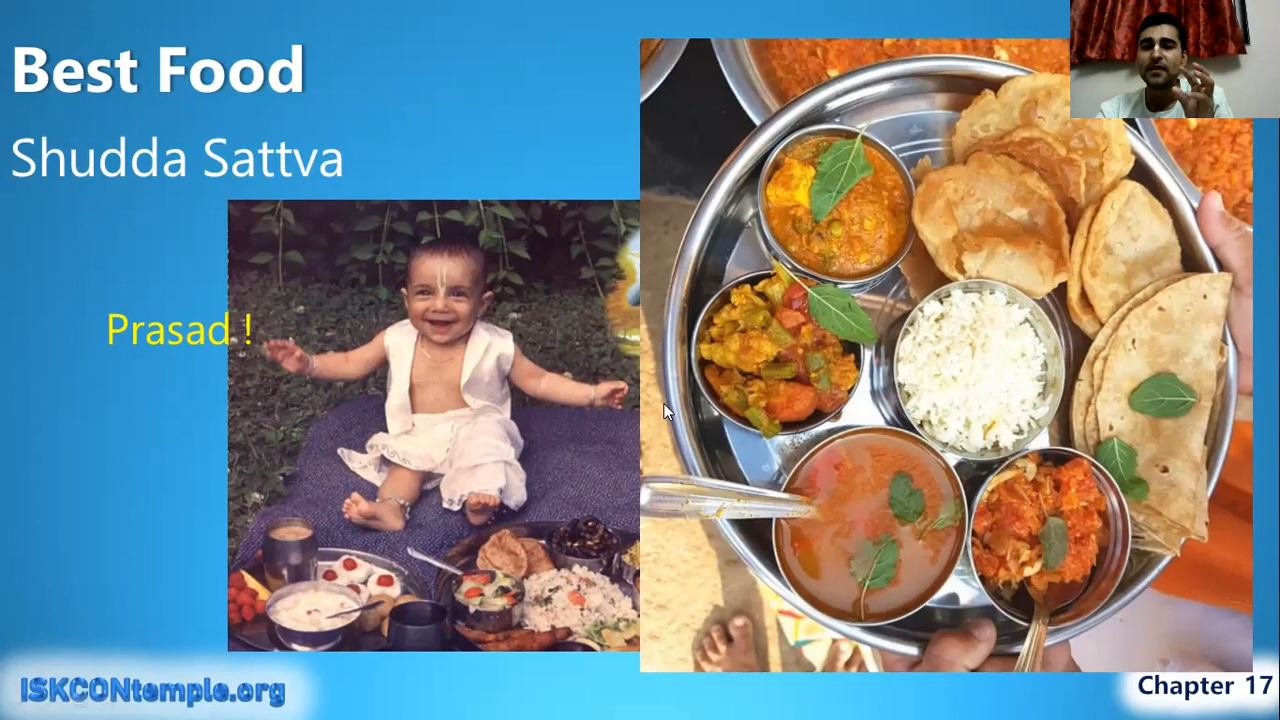 Best Food
Shudda Sattva
Prasad !
ISKCONtemple.org
Chapter 17